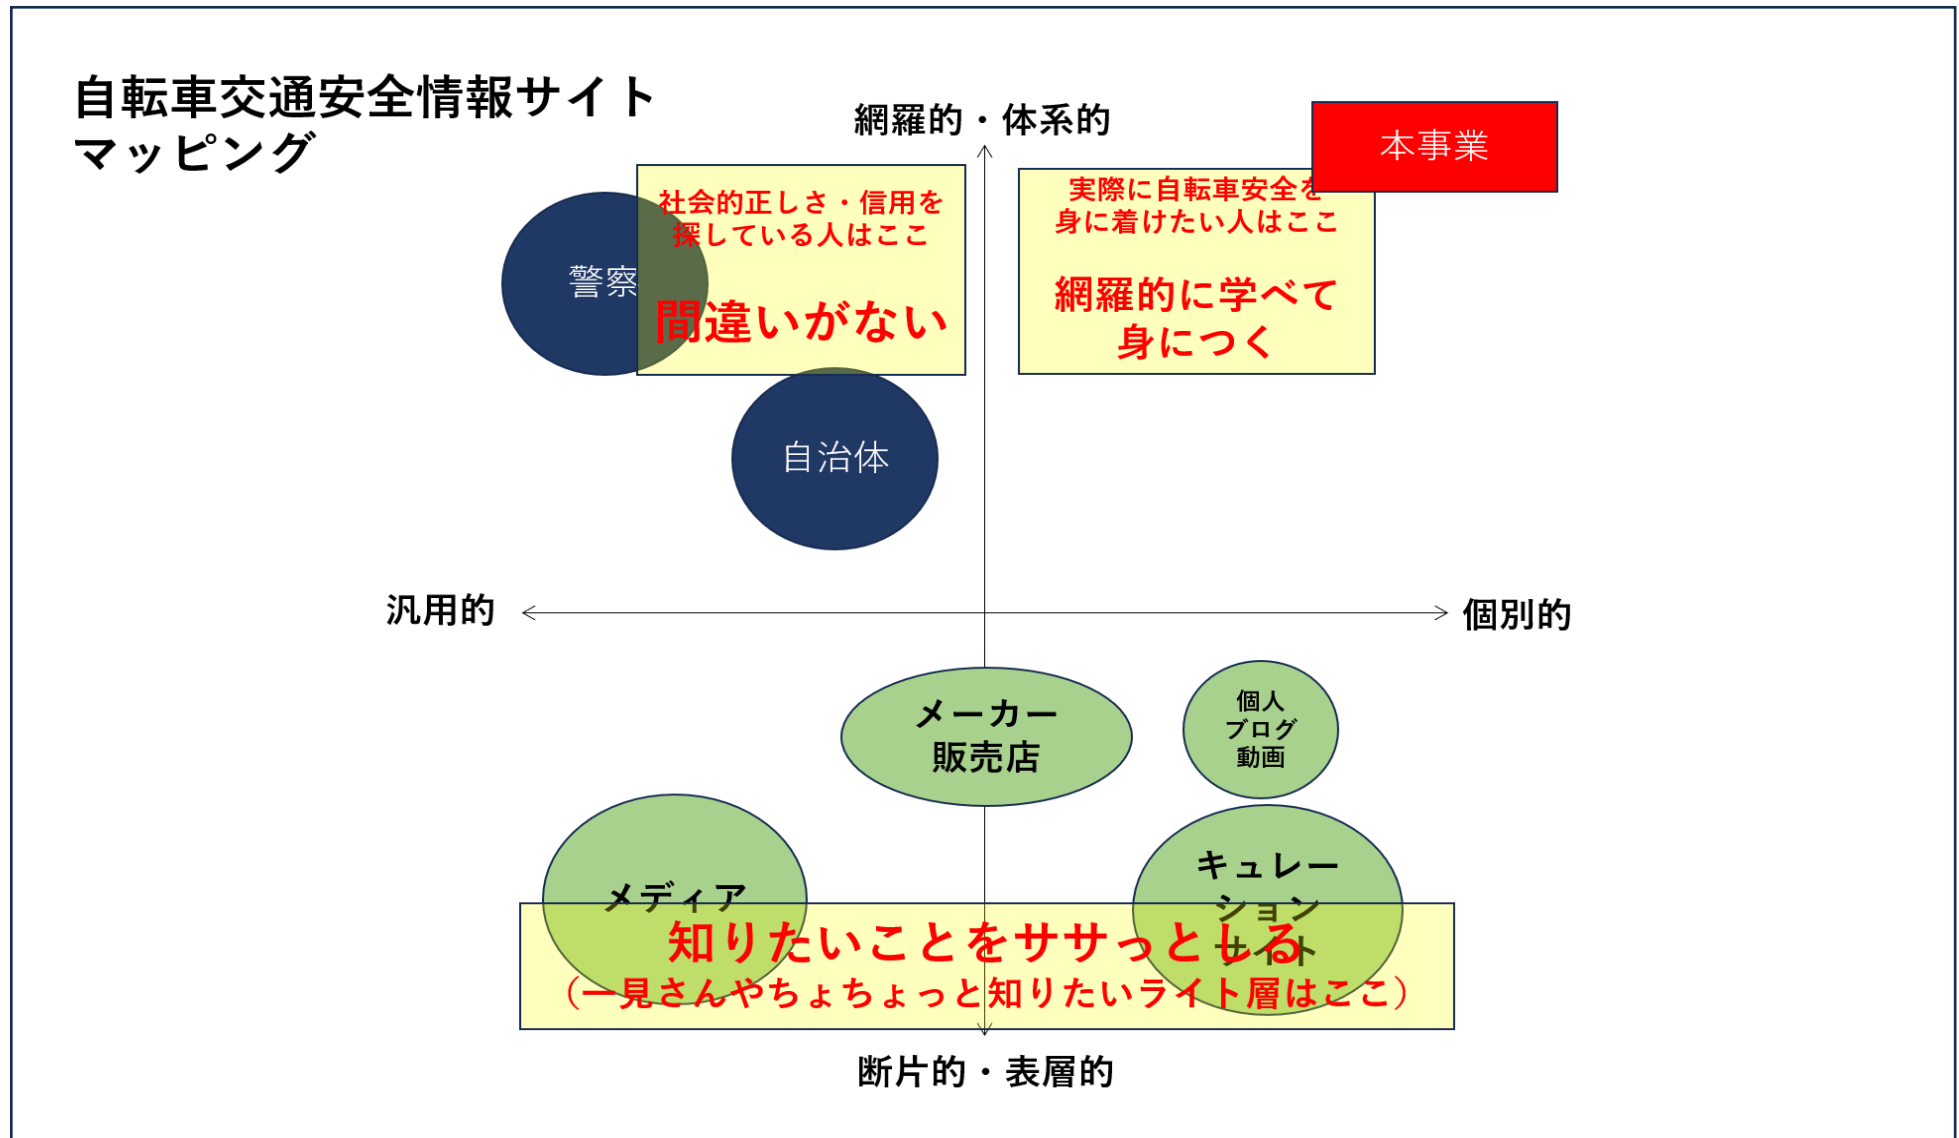 自転車交通安全情報サイト
マッピング
網羅的・体系的
本事業
社会的正しさ・信用を
探している人はここ
間違いがない
実際に自転車安全を
身に着けたい人はここ
網羅的に学べて
身につく
警察
自治体
汎用的
個別的
メーカー
販売店
個人
ブログ
動画
メディア
キュレー
ション
サイト
知りたいことをササっとしる
（一見さんやちょちょっと知りたいライト層はここ）
断片的・表層的